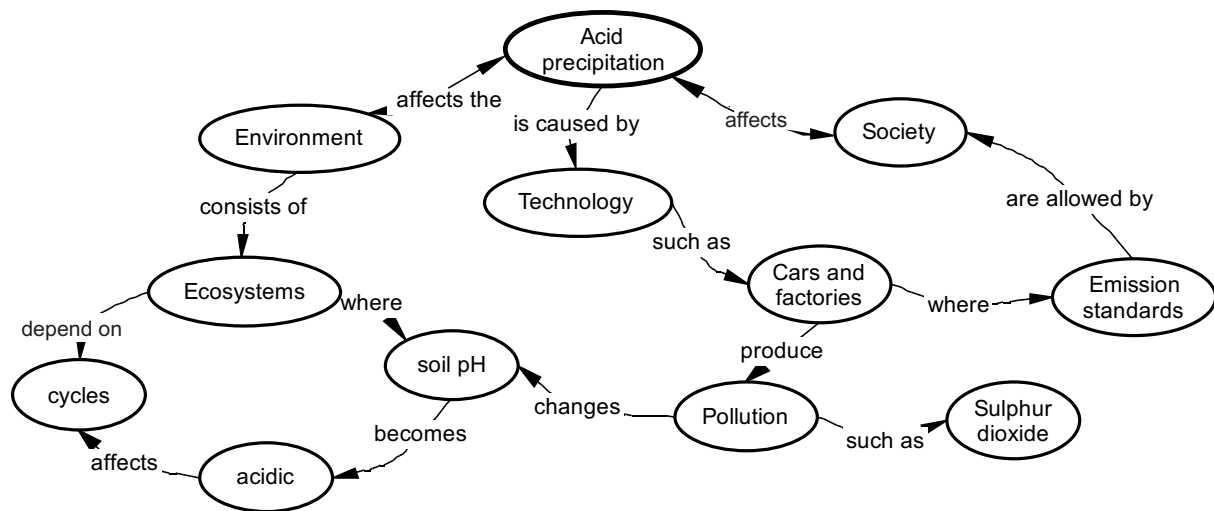 Acid
precipitation
affects the
is caused by
affects
Environment
Society
consists of
Technology
are allowed by
such as
Ecosystems
where
Cars and
factories
where
Emission
standards
depend on
produce
soil pH
cycles
changes
Pollution
such as
Sulphur
dioxide
becomes
affects
acidic